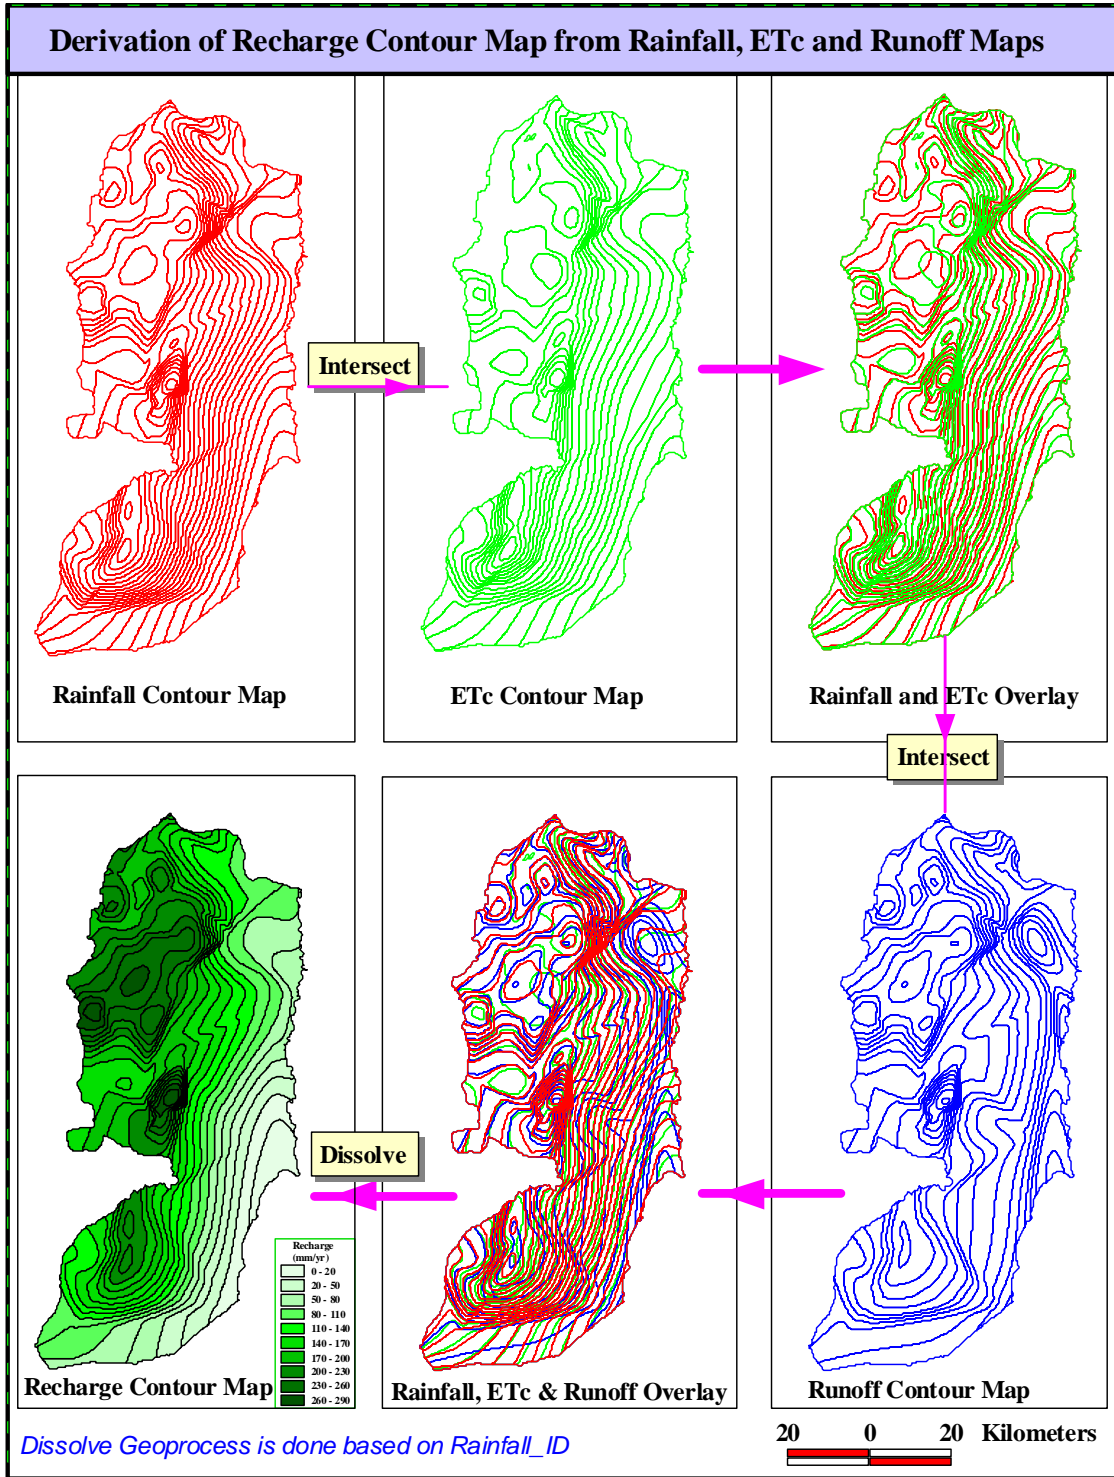 Derivation of Recharge Contour Map from Rainfall, ETc and Runoff Maps
Intersect
Rainfall Contour Map
ETc Contour Map
Rainfall and ETc Overlay
Intersect
Dissolve
Recharge
(mm/yr)
0 - 20
20 - 50
50 - 80
80 - 110
110 - 140
140 - 170
170 - 200
200 - 230
230 - 260
260 - 290
Recharge Contour Map
Rainfall, ETc & Runoff Overlay
Runoff Contour Map
Dissolve Geoprocess is done based on Rainfall_ID
20 0 20 Kilometers